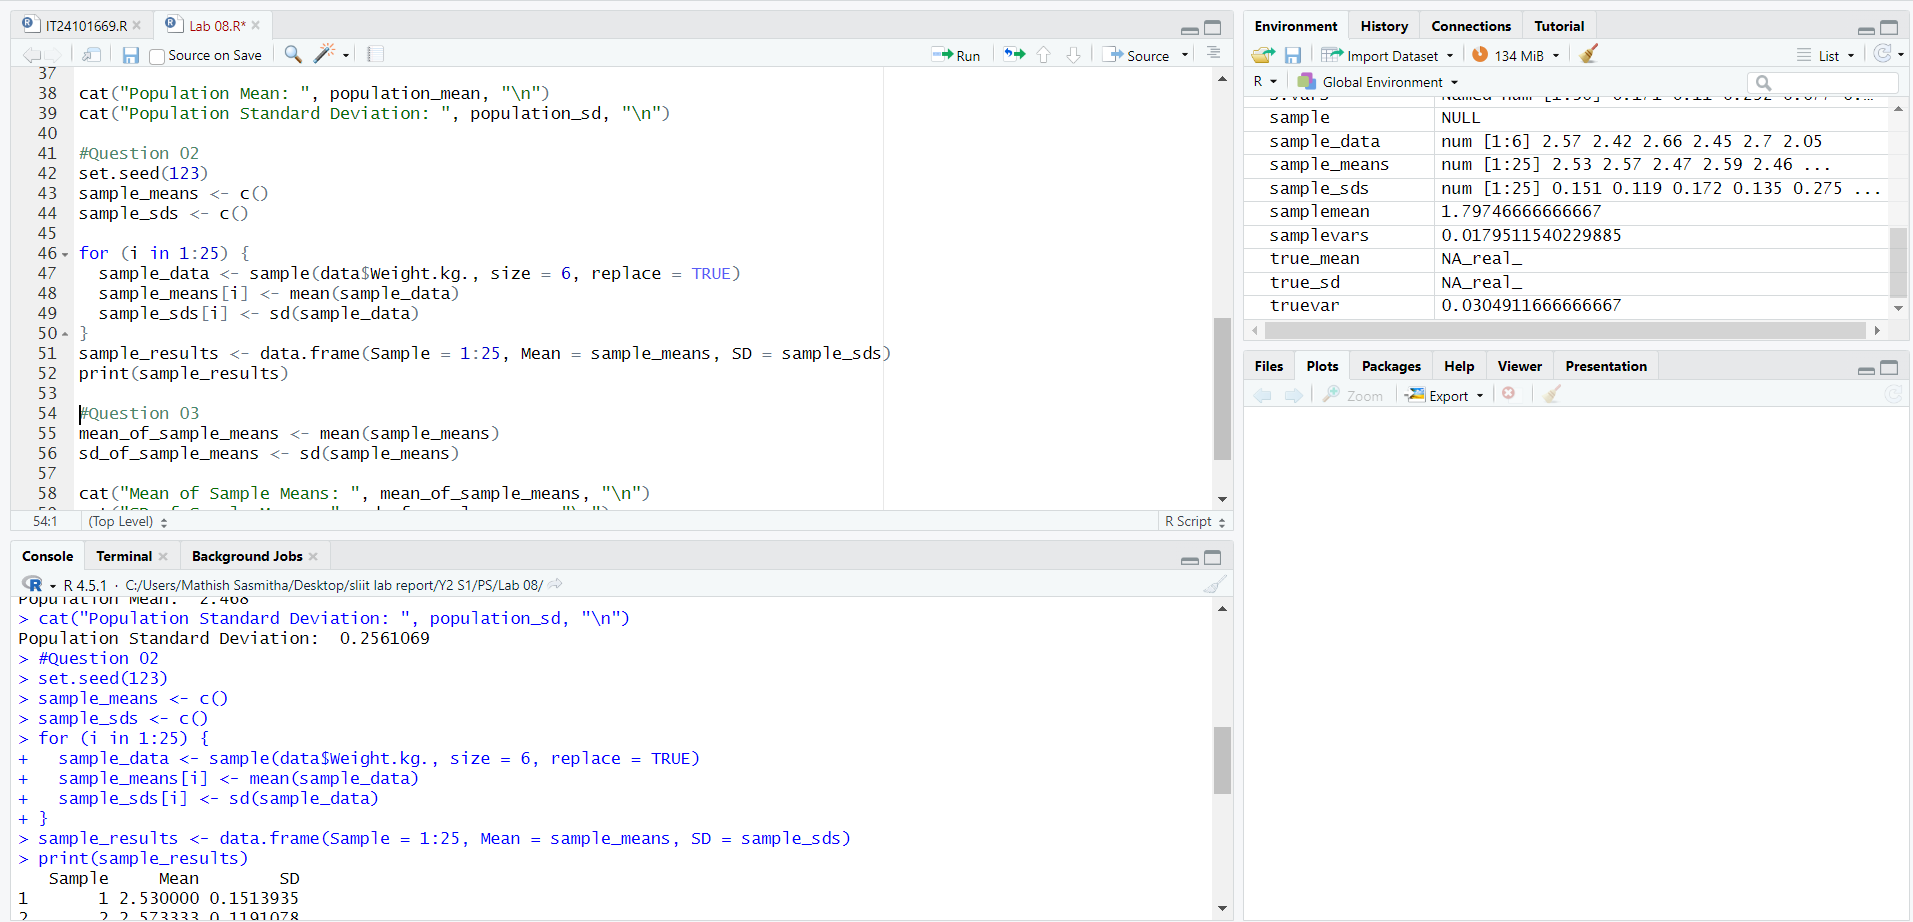 IT24101669.R
Lab 08.R*
Source on Save
Run
Source
37
38 cat("Population Mean: ", population_mean, "\n")
39 cat("Population Standard Deviation: ", population_sd, "\n")
40
41 #Question 02
42 set.seed(123)
43 sample_means <- c()
44 sample_sds <- c()
45
46 for (i in 1:25) {
47   sample_data <- sample(data$Weight.kg., size = 6, replace = TRUE)
48   sample_means[i] <- mean(sample_data)
49   sample_sds[i] <- sd(sample_data)
50 }
51 sample_results <- data.frame(Sample = 1:25, Mean = sample_means, SD = sample_sds)
52 print(sample_results)
53
54 #Question 03
55 mean_of_sample_means <- mean(sample_means)
56 sd_of_sample_means <- sd(sample_means)
57
58 cat("Mean of Sample Means: ", mean_of_sample_means, "\n")
54:1 (Top Level) R Script
Console Terminal Background Jobs
R 4.5.1 · C:/Users/Mathish Sasmitha/Desktop/sliit lab report/Y2 S1/PS/Lab 08/
Population Mean:  2.468
> cat("Population Standard Deviation: ", population_sd, "\n")
Population Standard Deviation:  0.2561069
> #Question 02
> set.seed(123)
> sample_means <- c()
> sample_sds <- c()
> for (i in 1:25) {
+   sample_data <- sample(data$Weight.kg., size = 6, replace = TRUE)
+   sample_means[i] <- mean(sample_data)
+   sample_sds[i] <- sd(sample_data)
+ }
> sample_results <- data.frame(Sample = 1:25, Mean = sample_means, SD = sample_sds)
> print(sample_results)
   Sample     Mean        SD
1       1 2.530000 0.1513935
2       2 2.573333 0.1191078
Environment History Connections Tutorial
Import Dataset 134 MiB List
R Global Environment
sample NULL
sample_data num [1:6] 2.57 2.42 2.66 2.45 2.7 2.05
sample_means num [1:25] 2.53 2.57 2.47 2.59 2.46 ...
sample_sds num [1:25] 0.151 0.119 0.172 0.135 0.275 ...
samplemean 1.79746666666667
samplevars 0.0179511540229885
true_mean NA_real_
true_sd NA_real_
truevar 0.0304911666666667
Files Plots Packages Help Viewer Presentation
Zoom Export